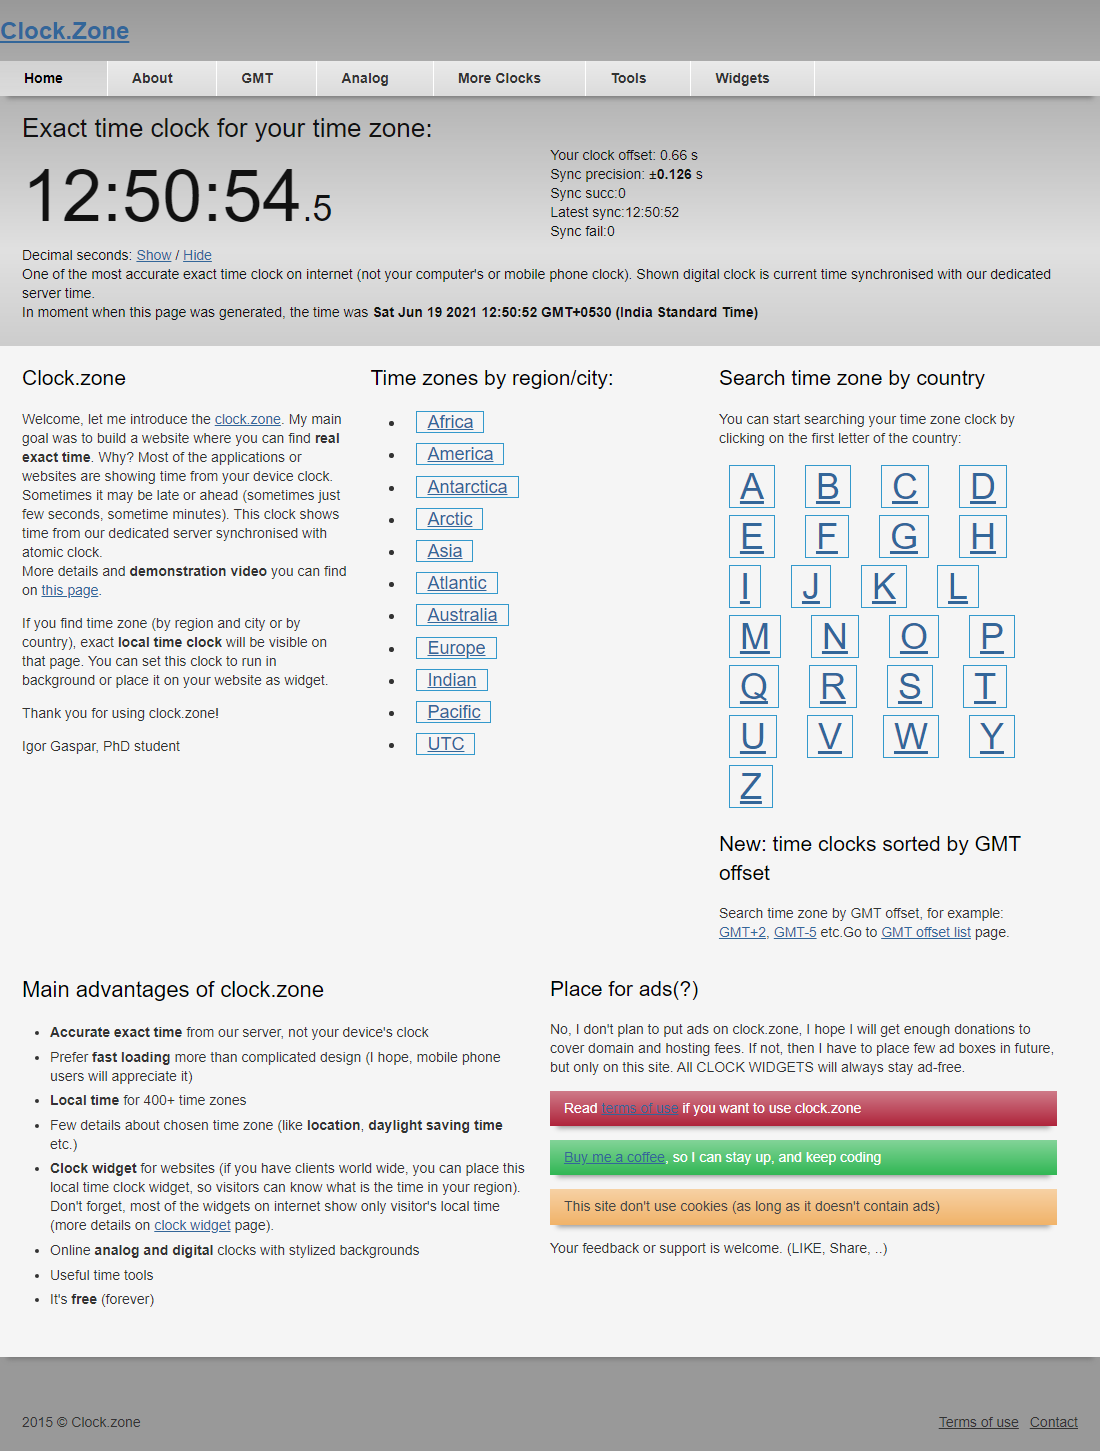 Clock.Zone
Home About GMT Analog More Clocks Tools Widgets
Exact time clock for your time zone:
12:50:54.5
Your clock offset: 0.66 s
Sync precision: ±0.126 s
Sync succ:0
Latest sync:12:50:52
Sync fail:0
Decimal seconds: Show / Hide
One of the most accurate exact time clock on internet (not your computer's or mobile phone clock). Shown digital clock is current time synchronised with our dedicated
server time.
In moment when this page was generated, the time was Sat Jun 19 2021 12:50:52 GMT+0530 (India Standard Time)
Clock.zone
Welcome, let me introduce the clock.zone. My main
goal was to build a website where you can find real
exact time. Why? Most of the applications or
websites are showing time from your device clock.
Sometimes it may be late or ahead (sometimes just
few seconds, sometime minutes). This clock shows
time from our dedicated server synchronised with
atomic clock.
More details and demonstration video you can find
on this page.
If you find time zone (by region and city or by
country), exact local time clock will be visible on
that page. You can set this clock to run in
background or place it on your website as widget.
Thank you for using clock.zone!
Igor Gaspar, PhD student
Time zones by region/city:
Africa
America
Antarctica
Arctic
Asia
Atlantic
Australia
Europe
Indian
Pacific
UTC
Search time zone by country
You can start searching your time zone clock by
clicking on the first letter of the country:
A B C D
E F G H
I J K L
M N O P
Q R S T
U V W Y
Z
New: time clocks sorted by GMT
offset
Search time zone by GMT offset, for example:
GMT+2, GMT-5 etc.Go to GMT offset list page.
Main advantages of clock.zone
Accurate exact time from our server, not your device's clock
Prefer fast loading more than complicated design (I hope, mobile phone
users will appreciate it)
Local time for 400+ time zones
Few details about chosen time zone (like location, daylight saving time
etc.)
Clock widget for websites (if you have clients world wide, you can place this
local time clock widget, so visitors can know what is the time in your region).
Don't forget, most of the widgets on internet show only visitor's local time
(more details on clock widget page).
Online analog and digital clocks with stylized backgrounds
Useful time tools
It's free (forever)
Place for ads(?)
No, I don't plan to put ads on clock.zone, I hope I will get enough donations to
cover domain and hosting fees. If not, then I have to place few ad boxes in future,
but only on this site. All CLOCK WIDGETS will always stay ad-free.
Read terms of use if you want to use clock.zone
Buy me a coffee, so I can stay up, and keep coding
This site don't use cookies (as long as it doesn't contain ads)
Your feedback or support is welcome. (LIKE, Share, ..)
2015 © Clock.zone
Terms of use Contact